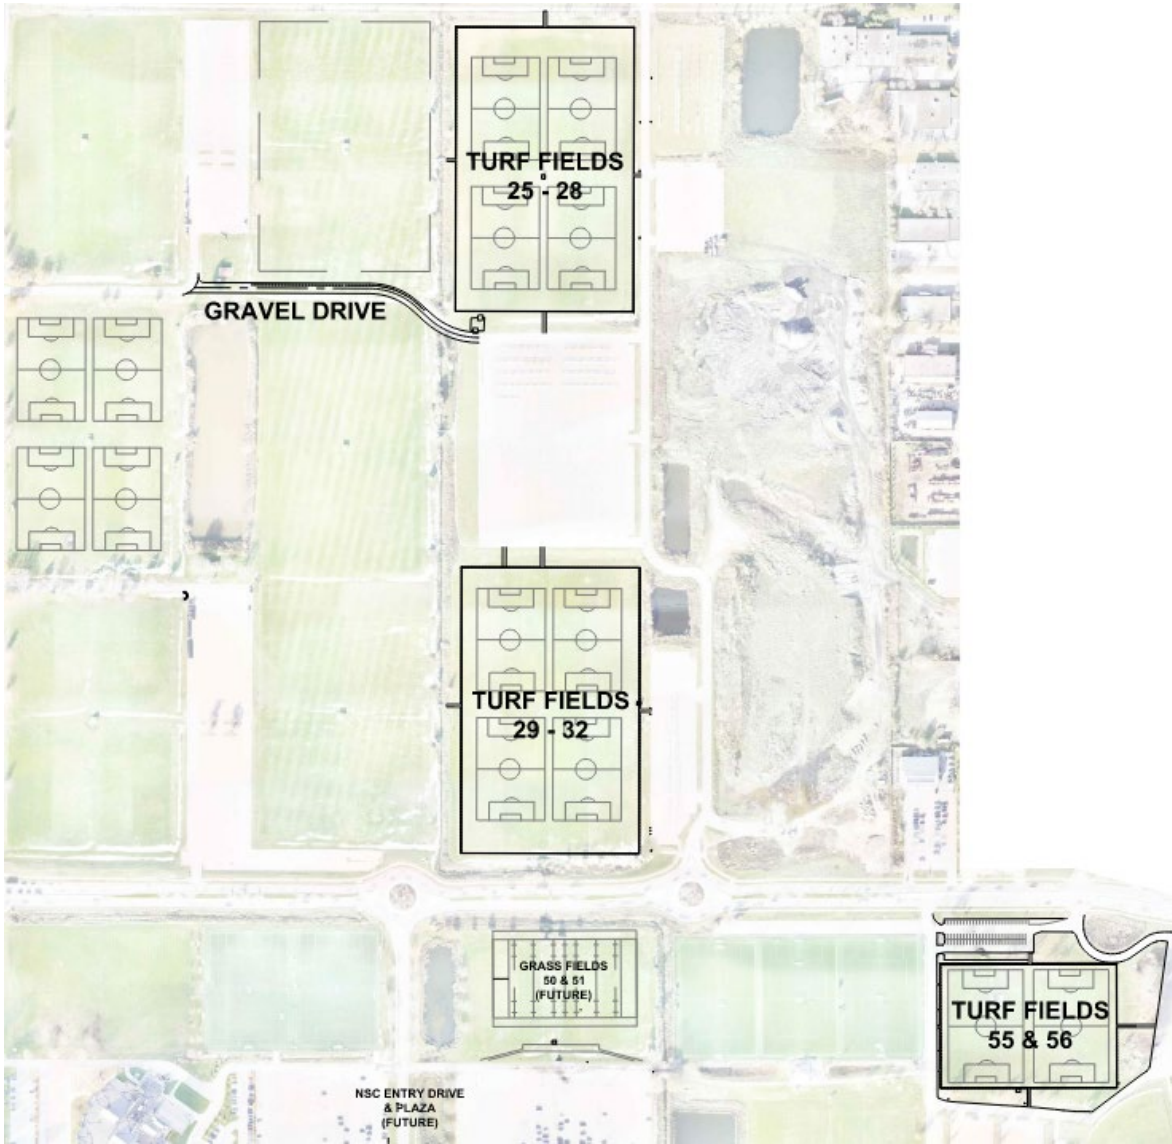 TURF FIELDS
25 - 28
GRAVEL DRIVE
TURF FIELDS
29 - 32
GRASS FIELDS
50 & 51
(FUTURE)
TURF FIELDS
55 & 56
NSC ENTRY DRIVE
& PLAZA
(FUTURE)